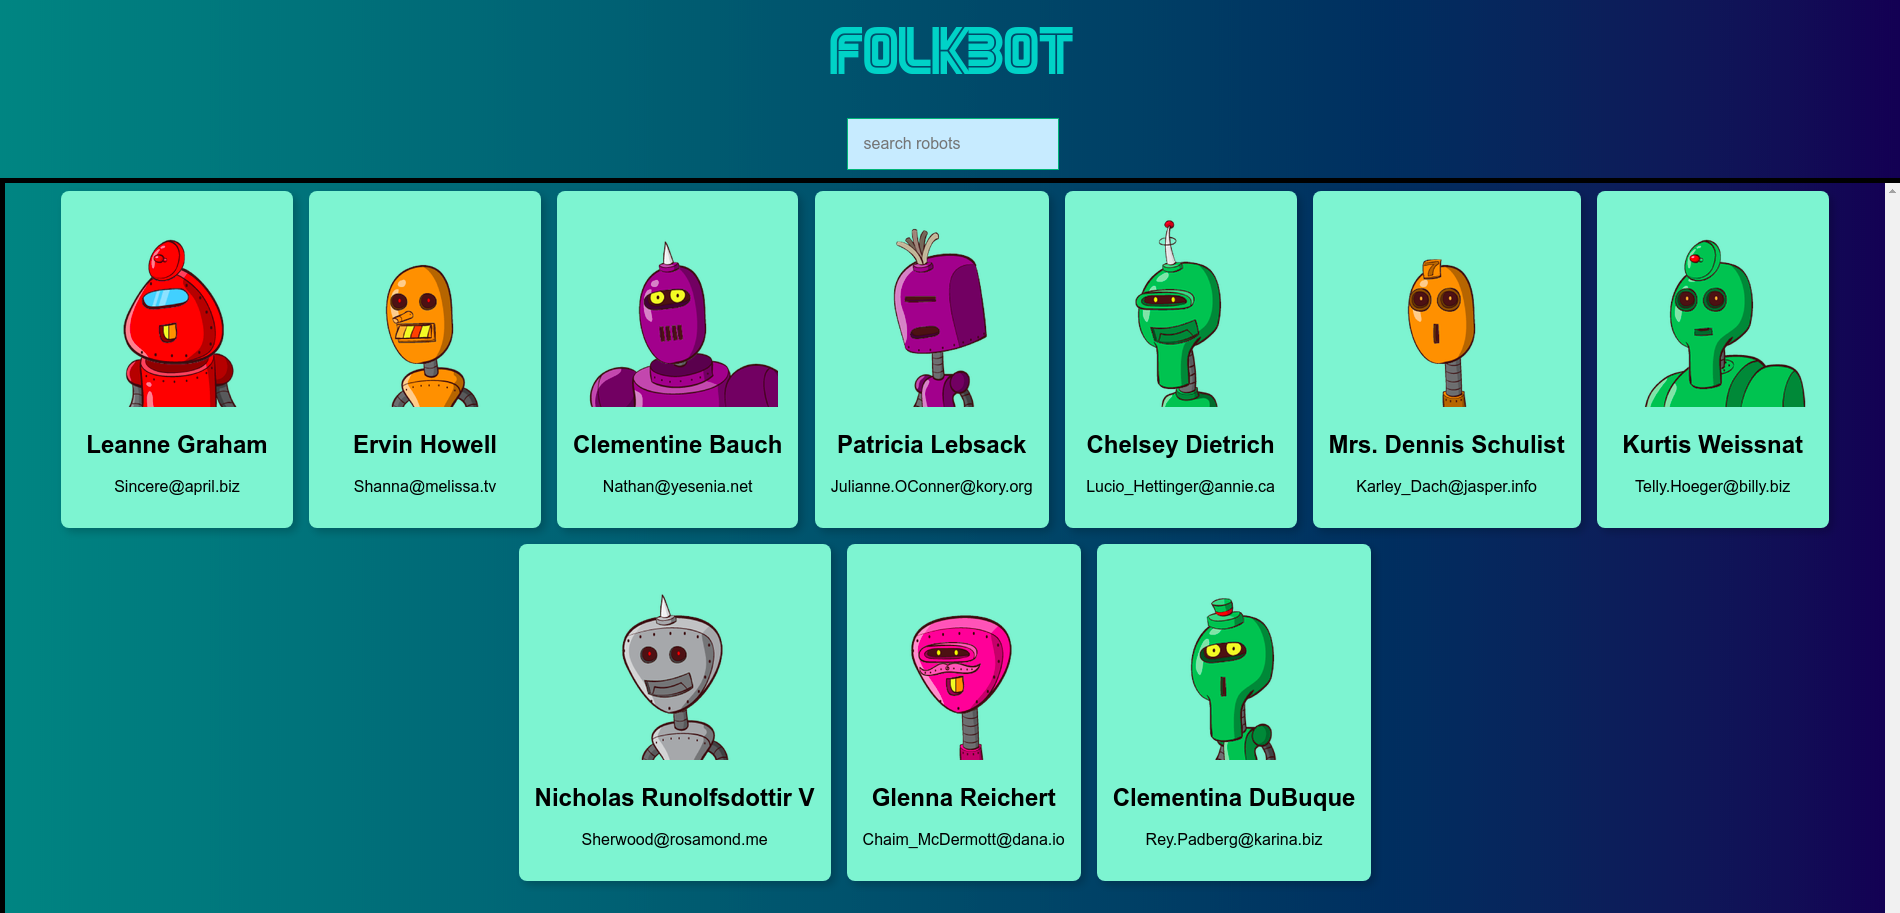 FOLKBOT
search robots
7
Leanne Graham
Sincere@april.biz
Ervin Howell
Shanna@melissa.tv
Clementine Bauch
Nathan@yesenia.net
Patricia Lebsack
Julianne.OConner@kory.org
Chelsey Dietrich
Lucio_Hettinger@annie.ca
Mrs. Dennis Schulist
Karley_Dach@jasper.info
Kurtis Weissnat
Telly.Hoeger@billy.biz
Nicholas Runolfsdottir V
Sherwood@rosamond.me
Glenna Reichert
Chaim_McDermott@dana.io
Clementina DuBuque
Rey.Padberg@karina.biz